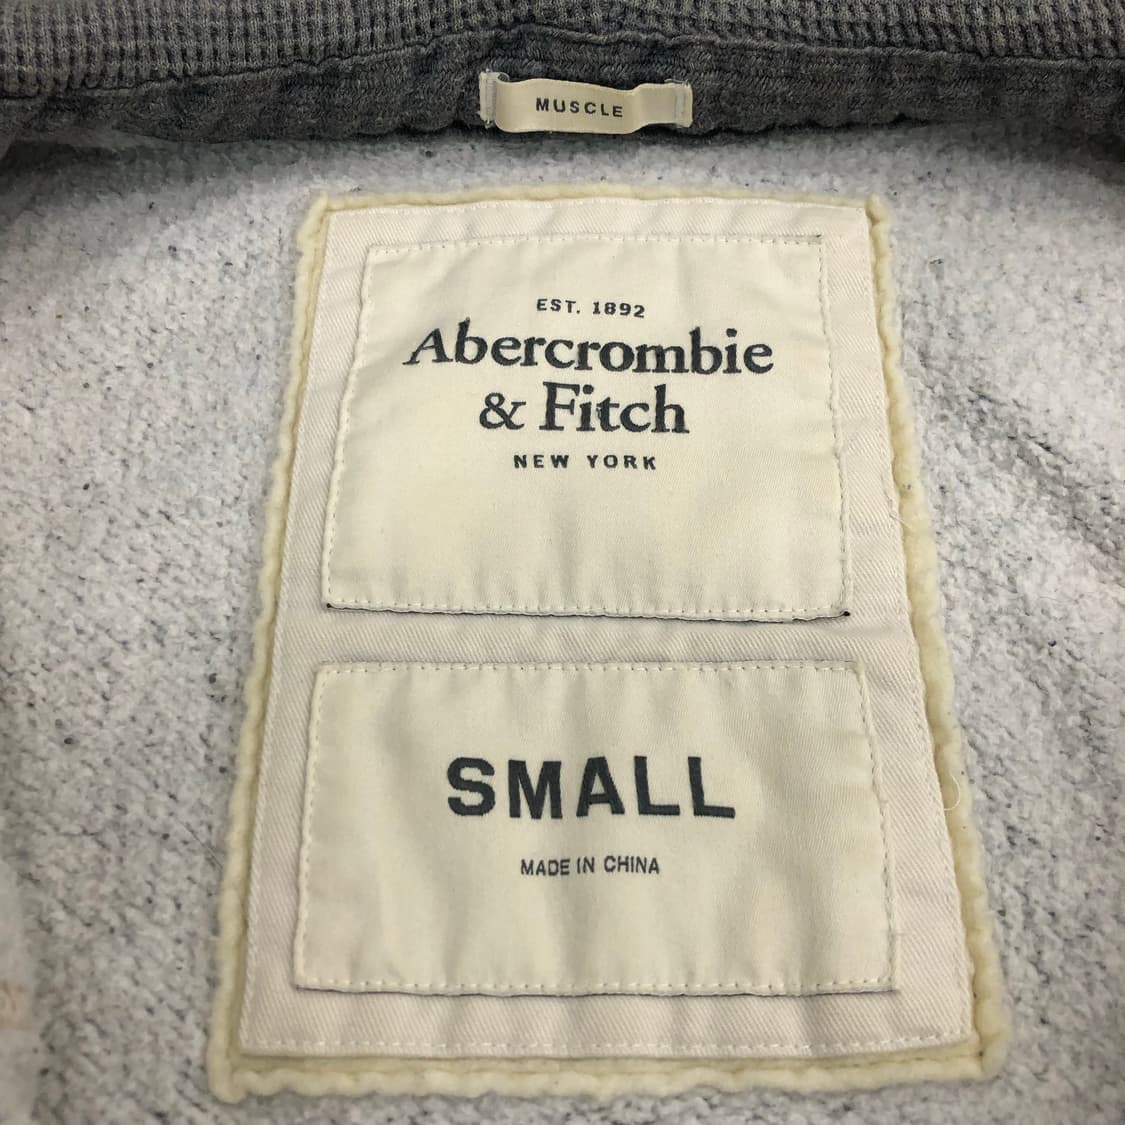 MUSCLE
EST. 1892
Abercrombie
& Fitch
NEW YORK
SMALL
MADE IN CHINA